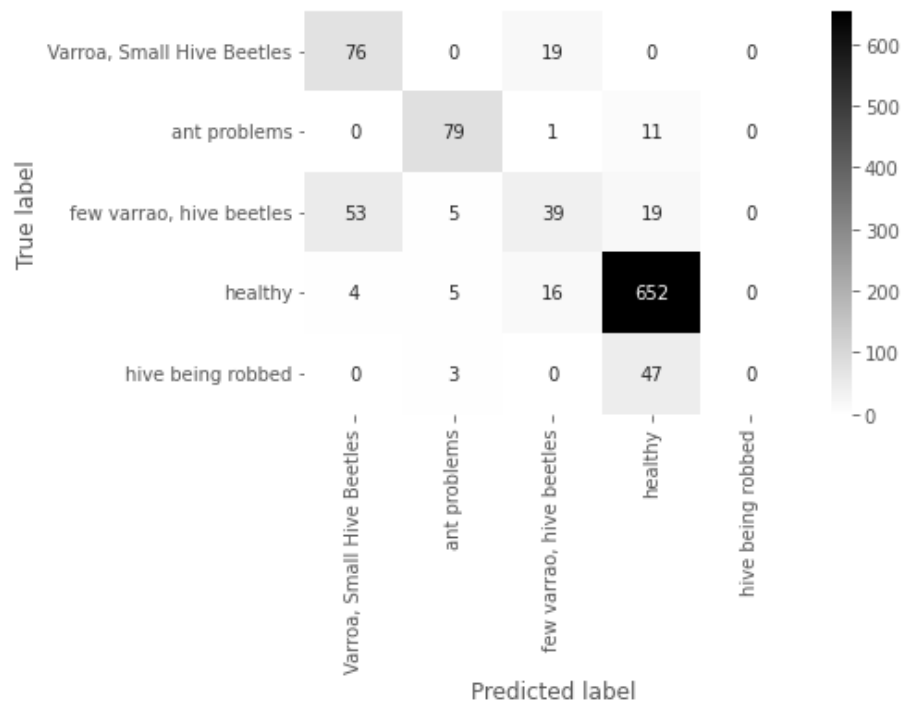 Varroa, Small Hive Beetles
76 0 19 0 0
ant problems
0 79 1 11 0
few varrao, hive beetles
53 5 39 19 0
healthy
4 5 16 652 0
hive being robbed
0 3 0 47 0
True label
Varroa, Small Hive Beetles
ant problems
few varrao, hive beetles
healthy
hive being robbed
Predicted label
600
500
400
300
200
100
0